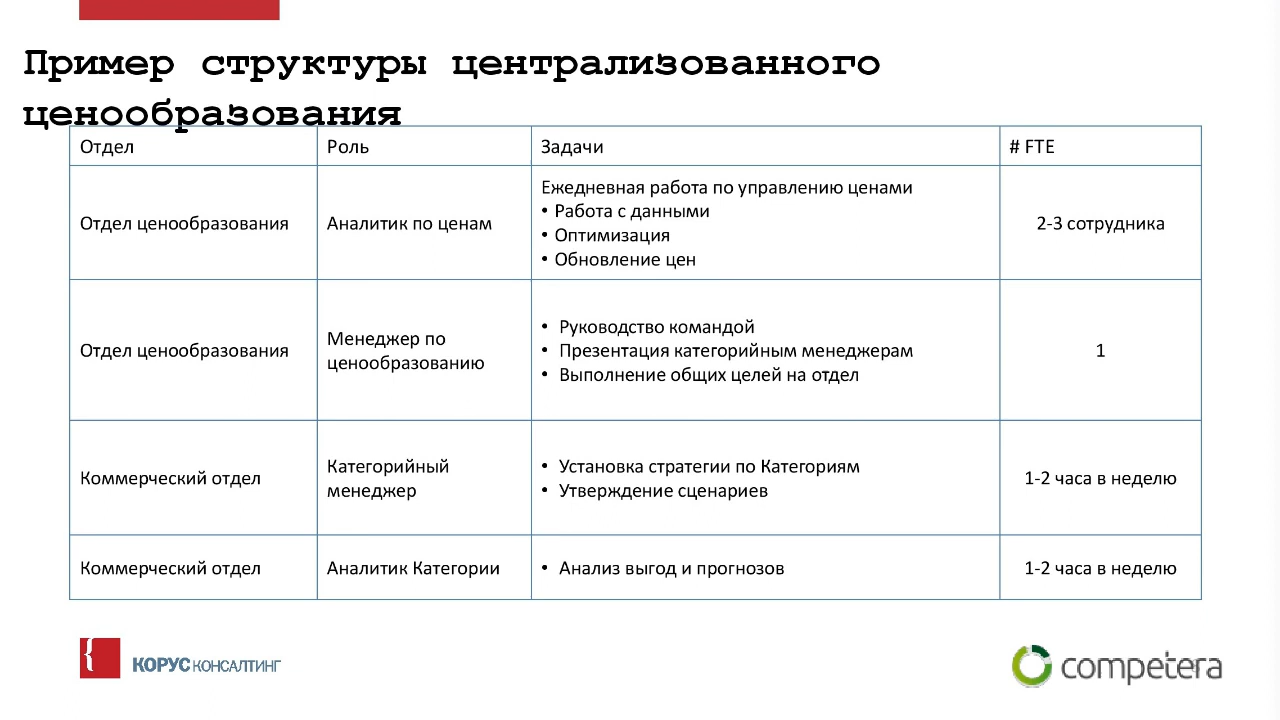 Пример структуры централизованного
ценообразования
Отдел
Роль
Задачи
# FTE
Отдел ценообразования
Аналитик по ценам
Ежедневная работа по управлению ценами
• Работа с данными
• Оптимизация
• Обновление цен
2-3 сотрудника
Отдел ценообразования
Менеджер по
ценообразованию
• Руководство командой
• Презентация категорийным менеджерам
• Выполнение общих целей на отдел
1
Коммерческий отдел
Категорийный
менеджер
• Установка стратегии по Категориям
• Утверждение сценариев
1-2 часа в неделю
Коммерческий отдел
Аналитик Категории
• Анализ выгод и прогнозов
1-2 часа в неделю
КОРУС КОНСАЛТИНГ
competera